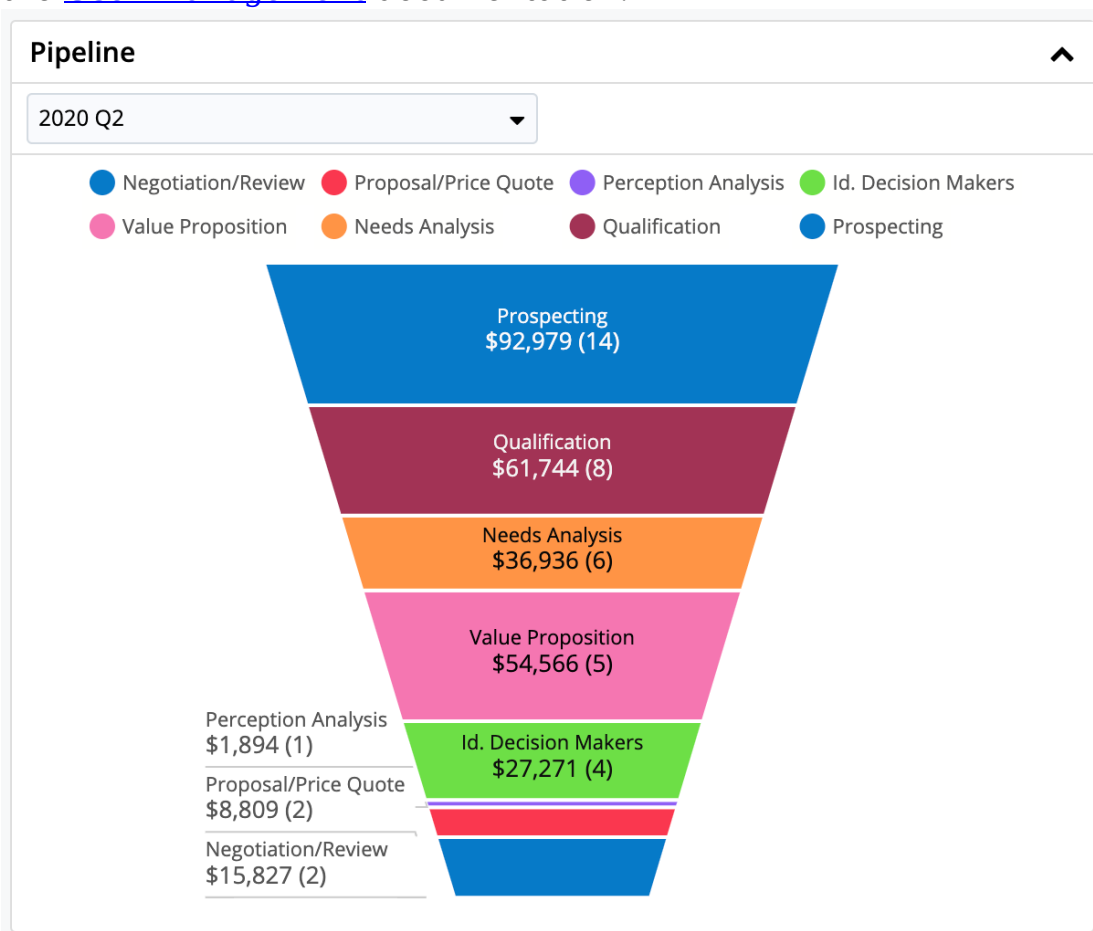 Pipeline
2020 Q2
Negotiation/Review Proposal/Price Quote Perception Analysis Id. Decision Makers
Value Proposition Needs Analysis Qualification Prospecting
Prospecting
$92,979 (14)
Qualification
$61,744 (8)
Needs Analysis
$36,936 (6)
Value Proposition
$54,566 (5)
Id. Decision Makers
$27,271 (4)
Perception Analysis
$1,894 (1)
Proposal/Price Quote
$8,809 (2)
Negotiation/Review
$15,827 (2)